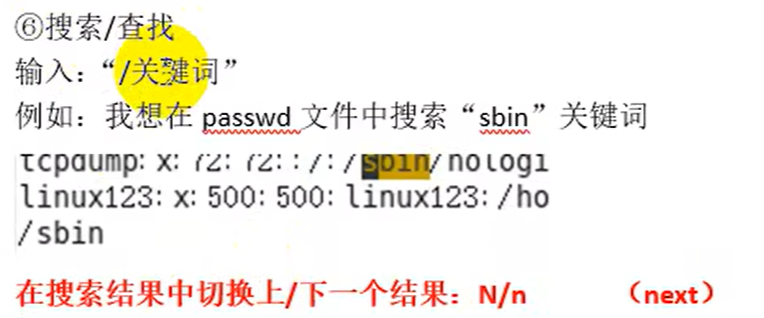 ⑥搜索/查找
输入：“/关键词”
例如：我想在 passwd 文件中搜索“sbin”关键词
tcpdump:x:72:72::/:/sbin/nologi
linux123:x:500:500:linux123:/ho
/sbin
在搜索结果中切换上/下一个结果：N/n （next）